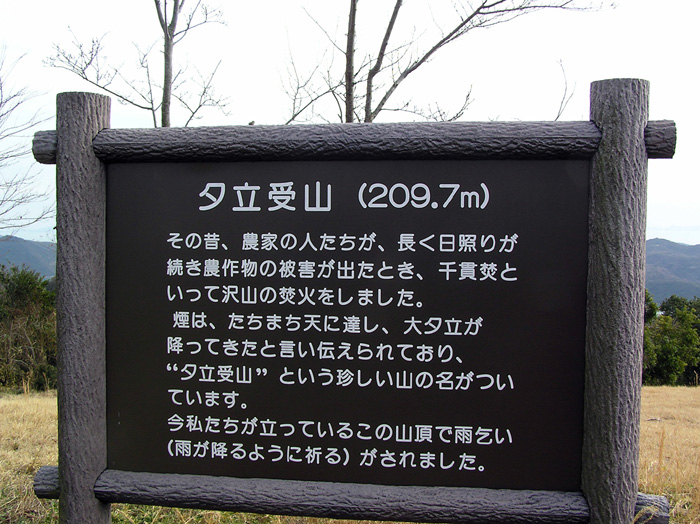 夕立受山 (209.7m)
その昔、農家の人たちが、長く日照りが
続き農作物の被害が出たとき、千貫焚と
いって沢山の焚火をしました。
煙は、たちまち天に達し、大夕立が
降ってきたと言い伝えられており、
“夕立受山”という珍しい山の名がつい
ています。
今私たちが立っているこの山頂で雨乞い
(雨が降るように祈る)がされました。